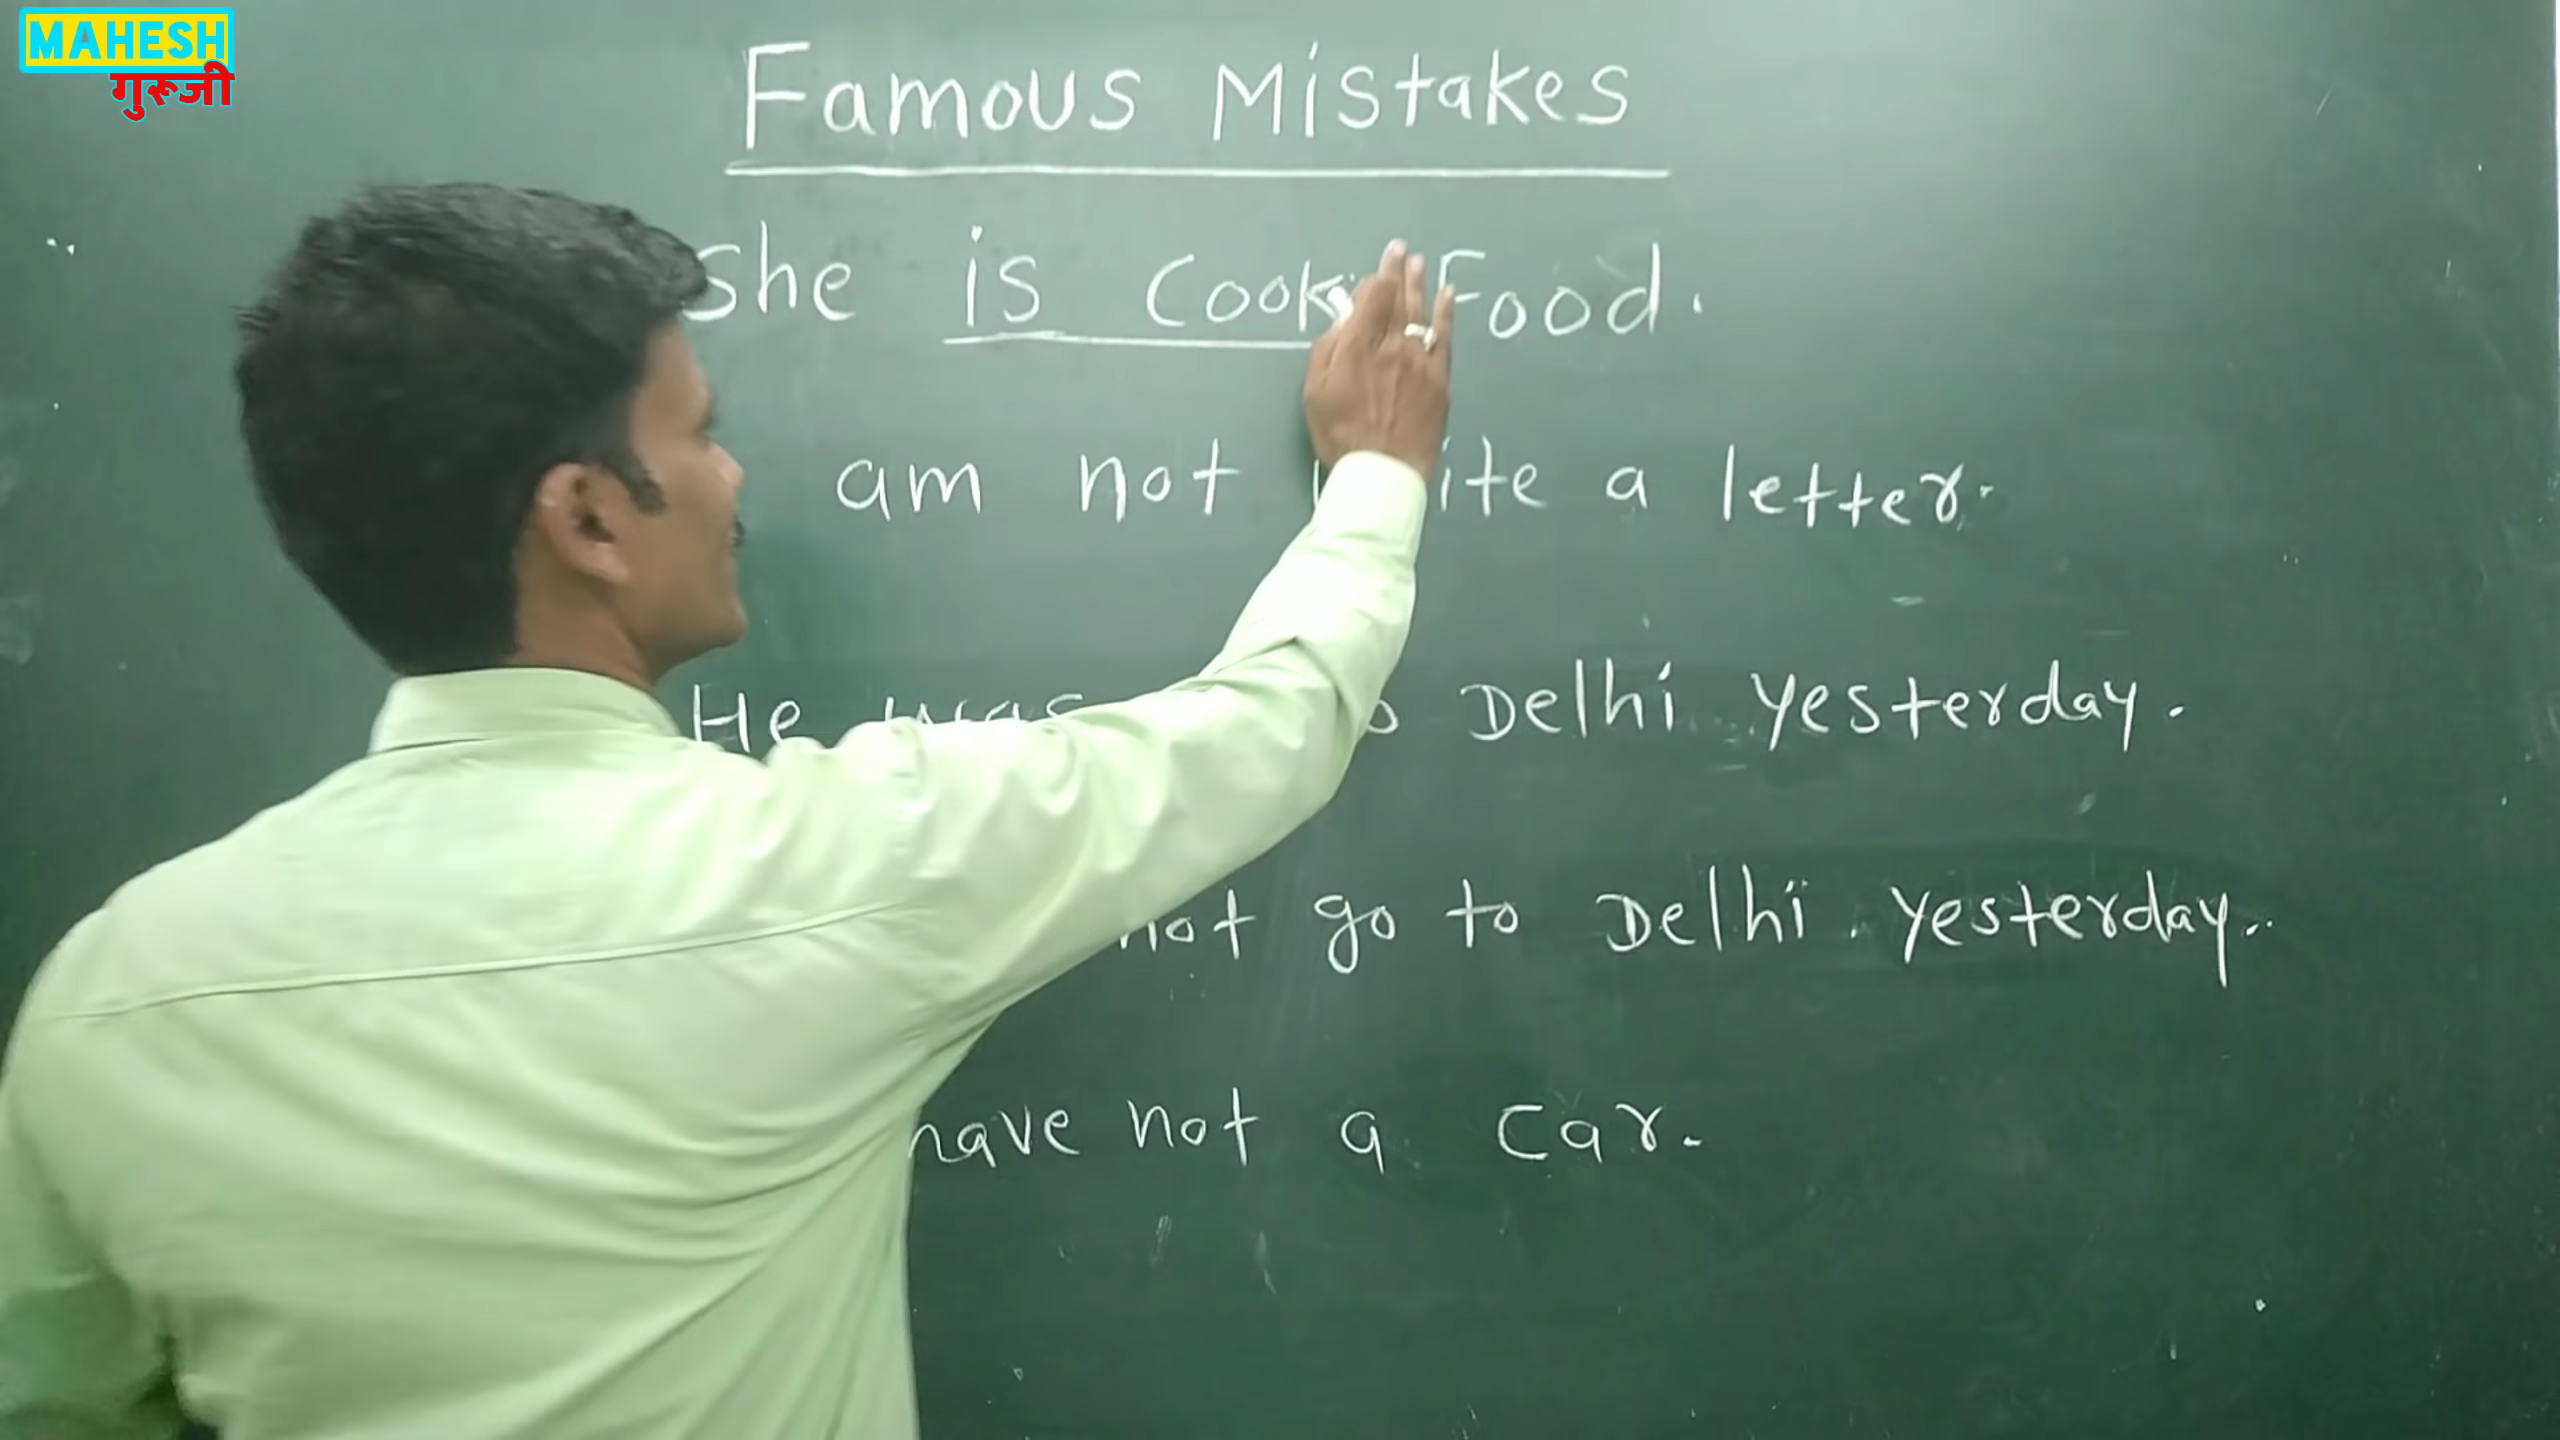 MAHESH
गुरूजी
Famous Mistakes
She is Cook Food.
am not a letter.
He was Delhi yesterday.
not go to Delhi yesterday.
have not a car.